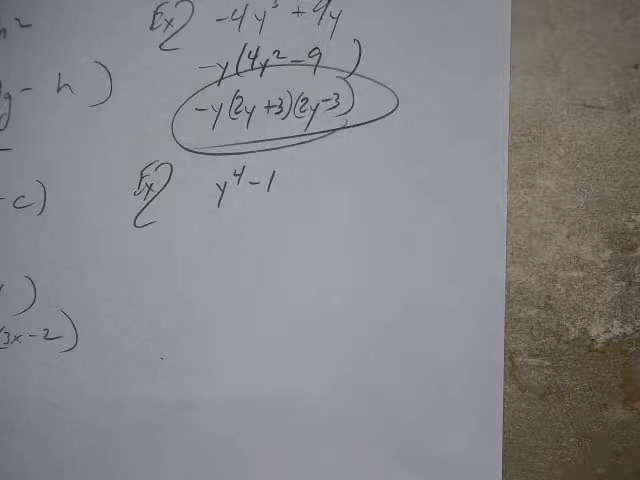 Ex) -4y³ + 9y
-y(4y² - 9)
-y(2y+3)(2y-3)
Ex) y⁴ - 1
g - h)
- c)
)
(3x-2)